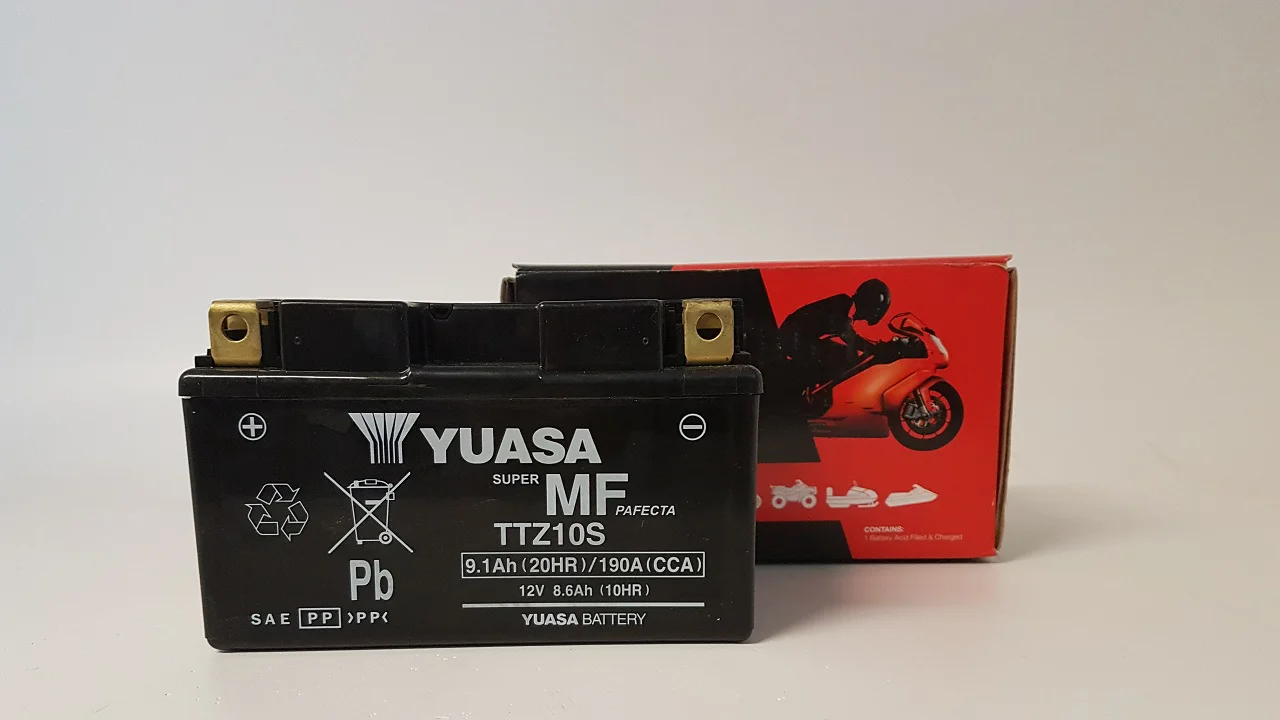 YUASA
SUPER MF PAFECTA
TTZ10S
9.1Ah (20HR)/190A(CCA)
12V 8.6Ah (10HR)
YUASA BATTERY
Pb
SAE PP >PP<
CONTAINS:
1 Battery Acid Filled & Charged